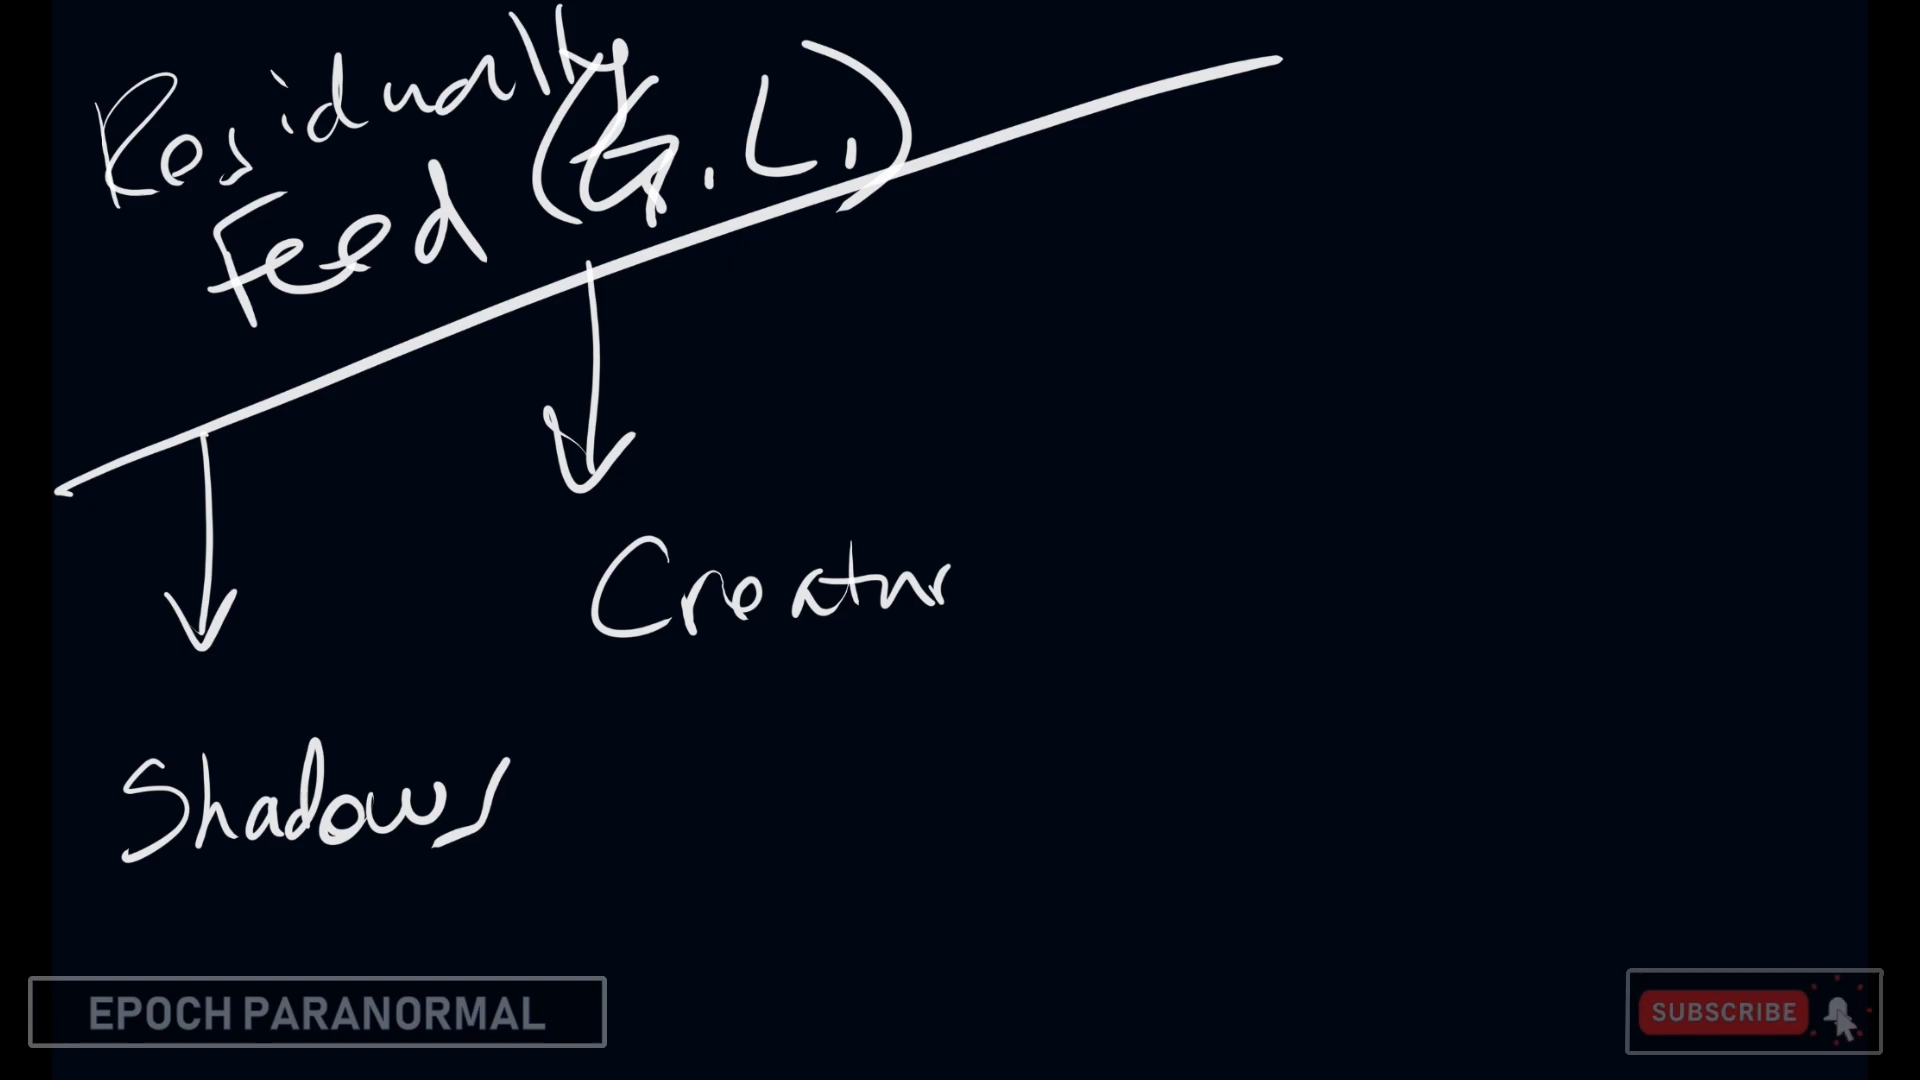 Residually
Feed (G.L.)
Creatur
Shadows
EPOCH PARANORMAL
SUBSCRIBE